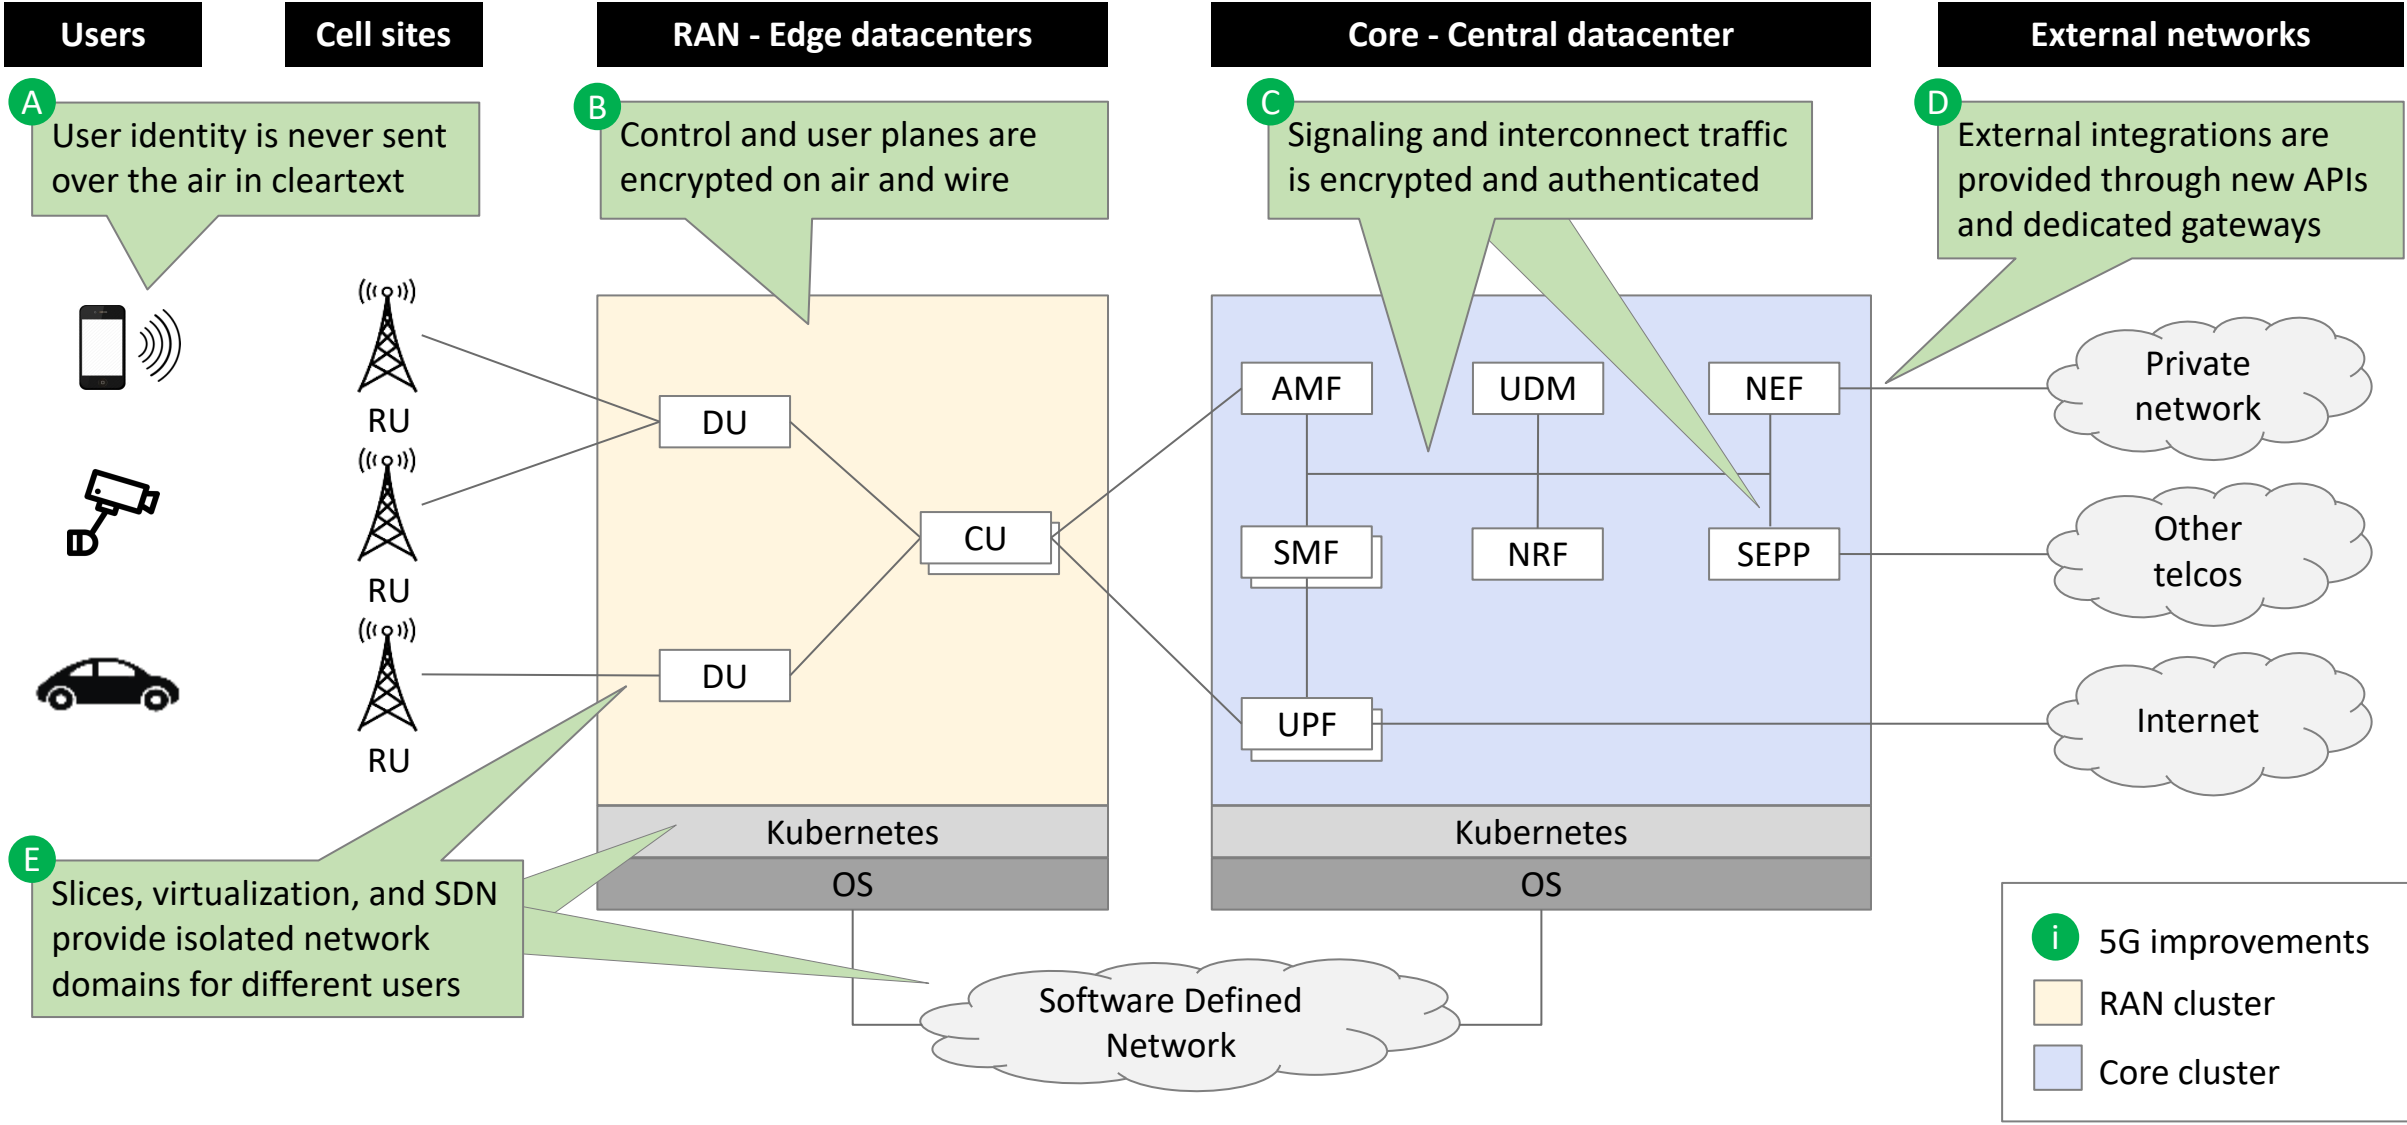 Users
Cell sites
RAN - Edge datacenters
Core - Central datacenter
External networks
A
User identity is never sent
over the air in cleartext
B
Control and user planes are
encrypted on air and wire
C
Signaling and interconnect traffic
is encrypted and authenticated
D
External integrations are
provided through new APIs
and dedicated gateways
RU
RU
RU
DU
DU
CU
AMF
UDM
NEF
SMF
NRF
SEPP
UPF
Private
network
Other
telcos
Internet
Kubernetes
OS
Kubernetes
OS
E
Slices, virtualization, and SDN
provide isolated network
domains for different users
Software Defined
Network
i
5G improvements
RAN cluster
Core cluster